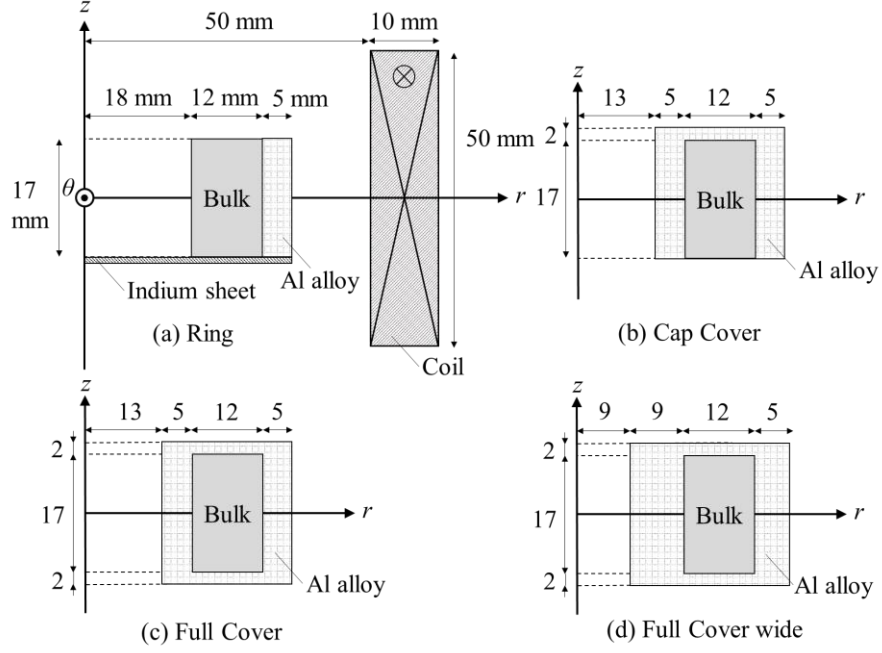 z
50 mm
10 mm
18 mm
12 mm
5 mm
17
mm
θ
Bulk
r
50 mm
Indium sheet
Al alloy
(a) Ring
Coil
z
13
5
12
5
2
17
Bulk
r
Al alloy
(b) Cap Cover
z
13
5
12
5
2
17
2
Bulk
r
Al alloy
(c) Full Cover
z
9
9
12
5
2
17
2
Bulk
r
Al alloy
(d) Full Cover wide